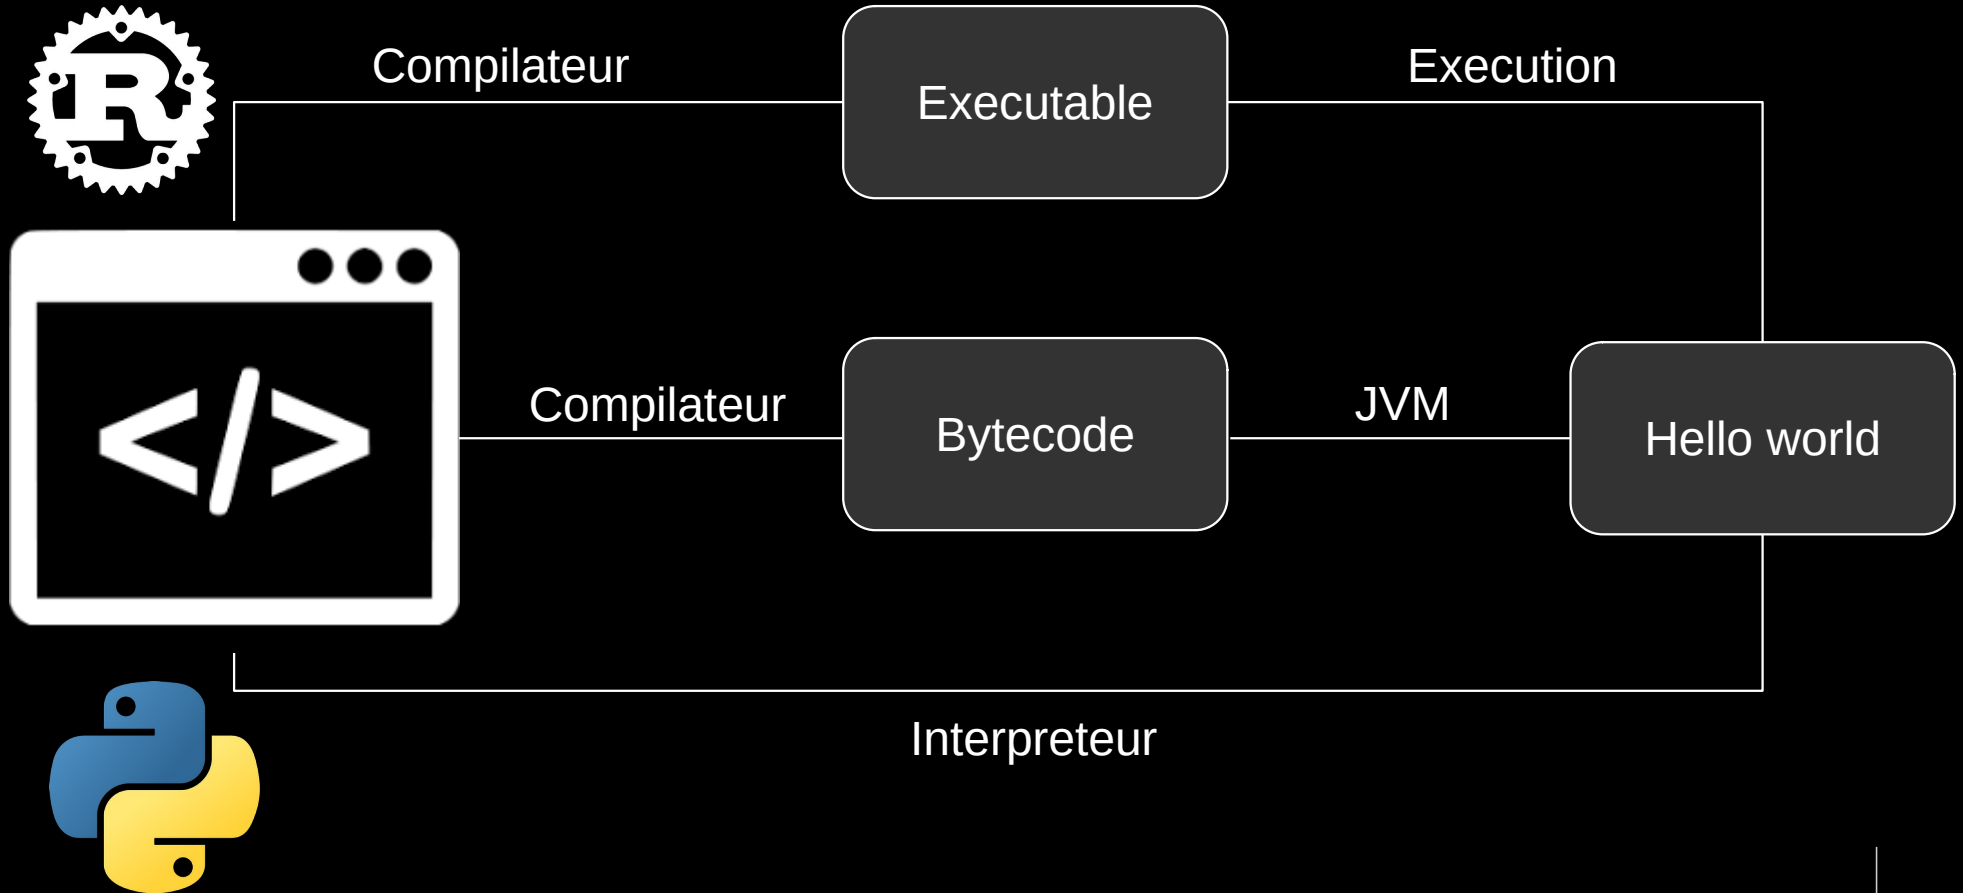 Compilateur
Executable
Execution
</>
Compilateur
Bytecode
JVM
Hello world
Interpreteur
R